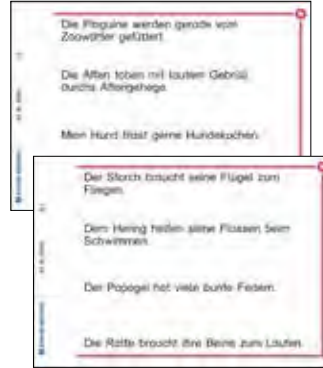 Die Pinguine werden gerade vom
Zoowärter gefüttert.
Die Affen toben mit lautem Gebrüll
durchs Affengehege.
Mein Hund frisst gerne Hundekuchen.
Der Storch braucht seine Flügel zum
Fliegen.
Dem Hering helfen seine Flossen beim
Schwimmen.
Der Papagei hat viele bunte Federn.
Die Ratte braucht ihre Beine zum Laufen.